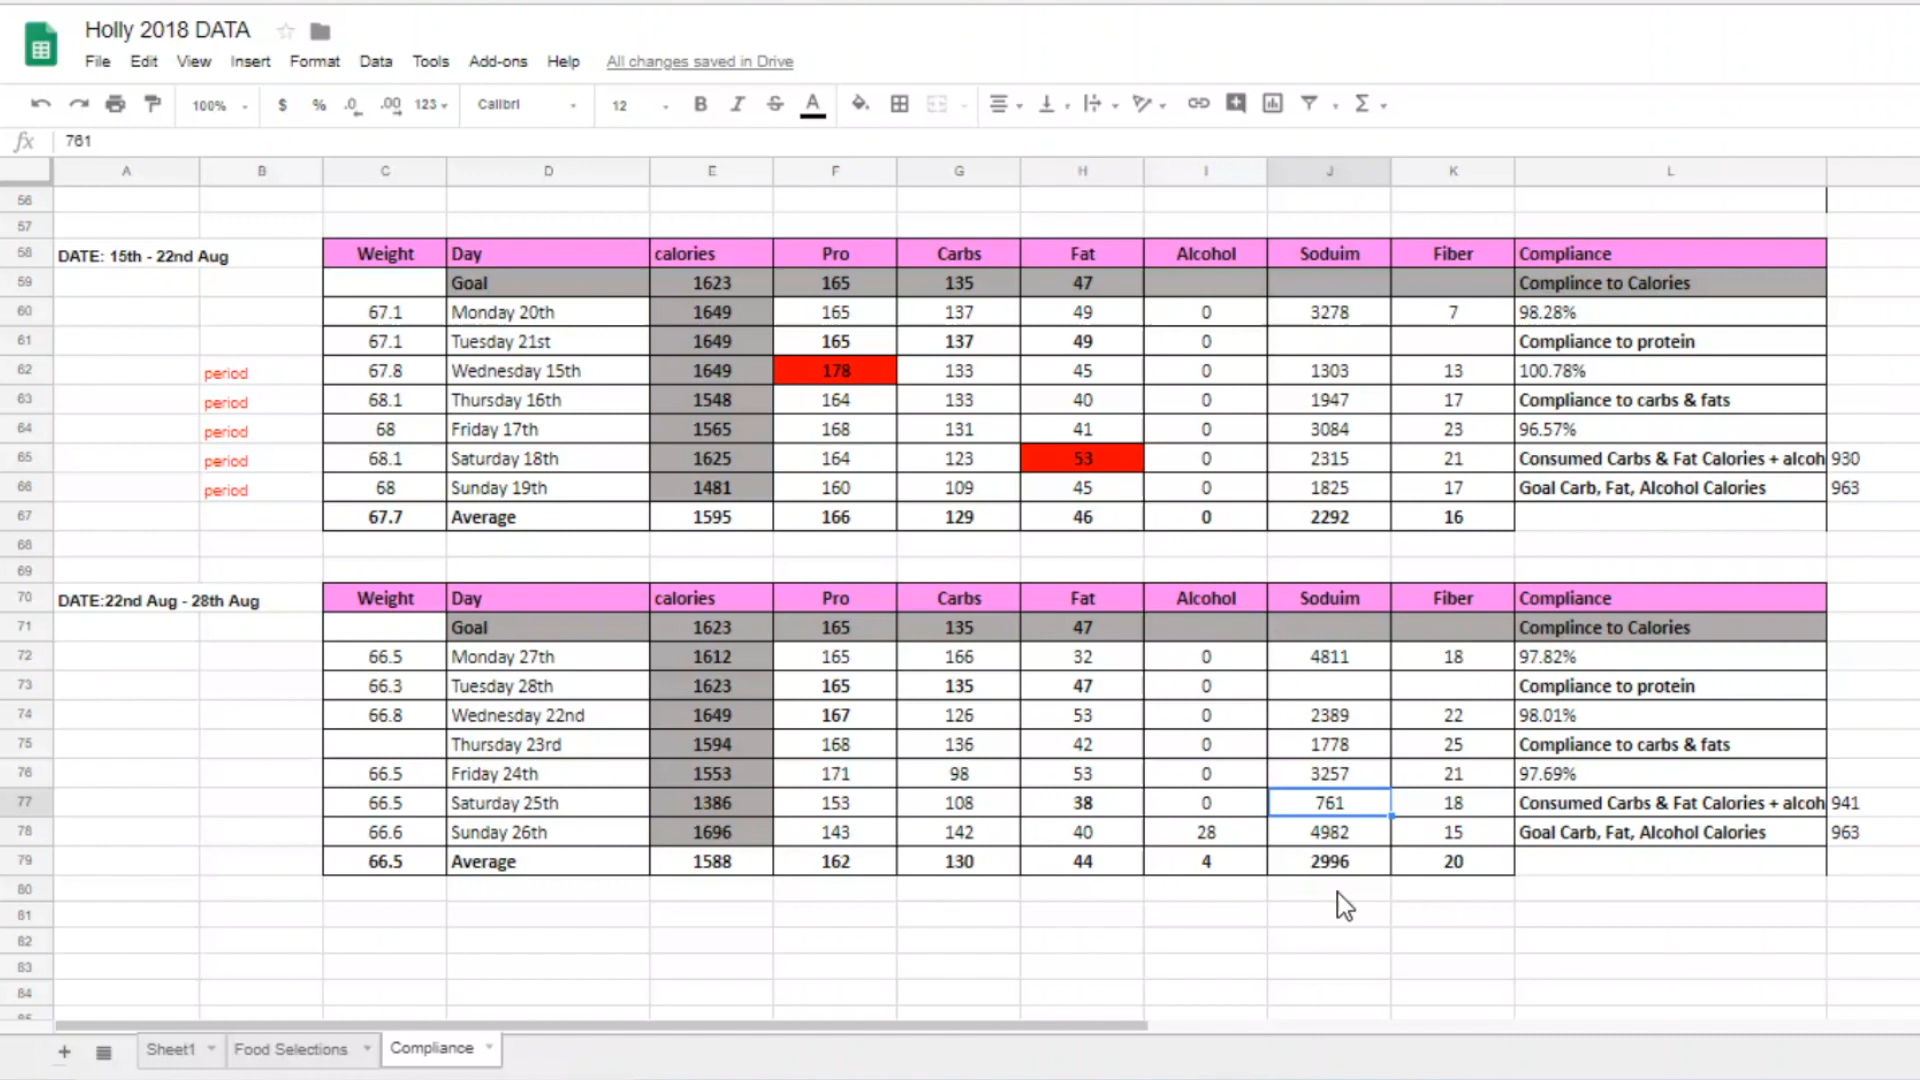 Holly 2018 DATA
File Edit View Insert Format Data Tools Add-ons Help All changes saved in Drive
100% $ % .0 .00 123 Calibri 12 B I S A Σ
fx 761
A B C D E F G H I J K L
56
57
58 DATE: 15th - 22nd Aug Weight Day calories Pro Carbs Fat Alcohol Soduim Fiber Compliance
59 Goal 1623 165 135 47 Complince to Calories
60 67.1 Monday 20th 1649 165 137 49 0 3278 7 98.28%
61 67.1 Tuesday 21st 1649 165 137 49 0 Compliance to protein
62 period 67.8 Wednesday 15th 1649 178 133 45 0 1303 13 100.78%
63 period 68.1 Thursday 16th 1548 164 133 40 0 1947 17 Compliance to carbs & fats
64 period 68 Friday 17th 1565 168 131 41 0 3084 23 96.57%
65 period 68.1 Saturday 18th 1625 164 123 53 0 2315 21 Consumed Carbs & Fat Calories + alcoh 930
66 period 68 Sunday 19th 1481 160 109 45 0 1825 17 Goal Carb, Fat, Alcohol Calories 963
67 67.7 Average 1595 166 129 46 0 2292 16
68
69
70 DATE:22nd Aug - 28th Aug Weight Day calories Pro Carbs Fat Alcohol Soduim Fiber Compliance
71 Goal 1623 165 135 47 Complince to Calories
72 66.5 Monday 27th 1612 165 166 32 0 4811 18 97.82%
73 66.3 Tuesday 28th 1623 165 135 47 0 Compliance to protein
74 66.8 Wednesday 22nd 1649 167 126 53 0 2389 22 98.01%
75 Thursday 23rd 1594 168 136 42 0 1778 25 Compliance to carbs & fats
76 66.5 Friday 24th 1553 171 98 53 0 3257 21 97.69%
77 66.5 Saturday 25th 1386 153 108 38 0 761 18 Consumed Carbs & Fat Calories + alcoh 941
78 66.6 Sunday 26th 1696 143 142 40 28 4982 15 Goal Carb, Fat, Alcohol Calories 963
79 66.5 Average 1588 162 130 44 4 2996 20
80
81
82
83
84
Sheet1 Food Selections Compliance